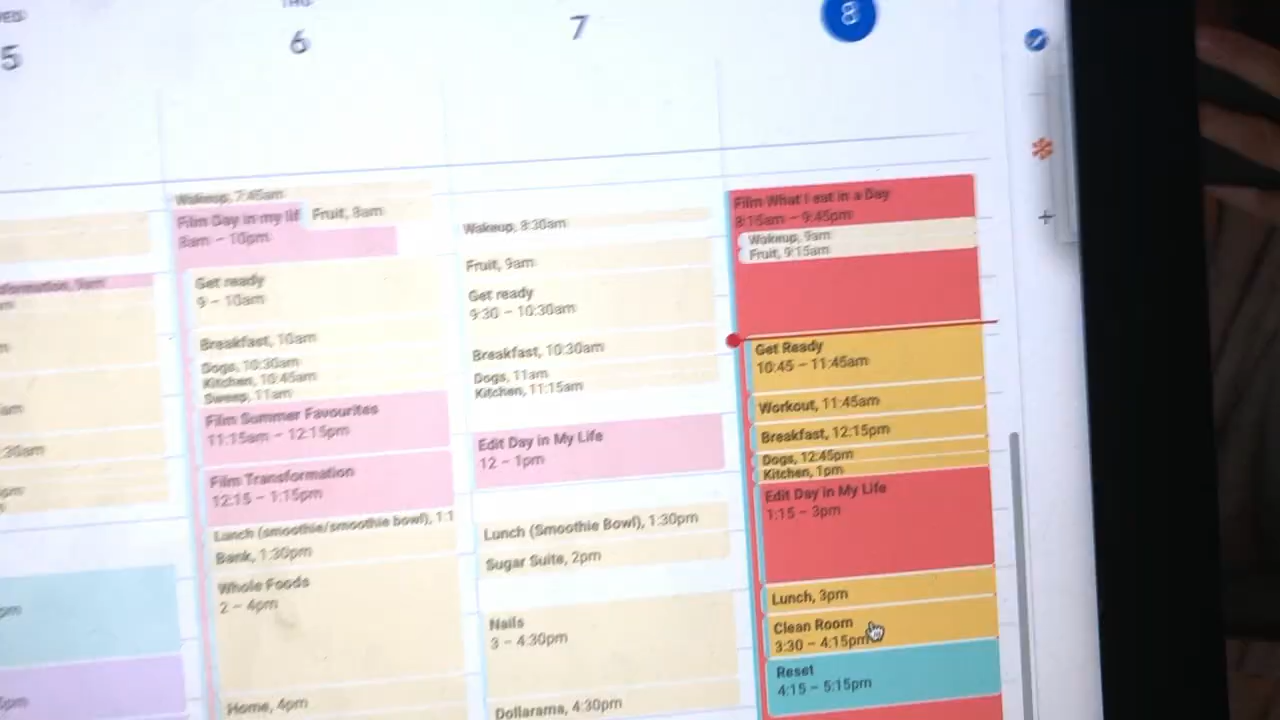 THU
5
6
7
8
Wakeup, 7:45am
Film Day in my lif
8am – 10pm
Fruit, 8am
Get ready
9 – 10am
Breakfast, 10am
Dogs, 10:30am
Kitchen, 10:45am
Sweep, 11am
Film Summer Favourites
11:15am – 12:15pm
Film Transformation
12:15 – 1:15pm
Lunch (smoothie/smoothie bowl), 1:1
Bank, 1:30pm
Whole Foods
2 – 4pm
Home, 4pm
Wakeup, 8:30am
Fruit, 9am
Get ready
9:30 – 10:30am
Breakfast, 10:30am
Dogs, 11am
Kitchen, 11:15am
Edit Day in My Life
12 – 1pm
Lunch (Smoothie Bowl), 1:30pm
Sugar Suite, 2pm
Nails
3 – 4:30pm
Dollarama, 4:30pm
Film What I eat in a Day
8:15am – 9:45pm
Wakeup, 9am
Fruit, 9:15am
Get Ready
10:45 – 11:45am
Workout, 11:45am
Breakfast, 12:15pm
Dogs, 12:45pm
Kitchen, 1pm
Edit Day in My Life
1:15 – 3pm
Lunch, 3pm
Clean Room
3:30 – 4:15pm
Reset
4:15 – 5:15pm